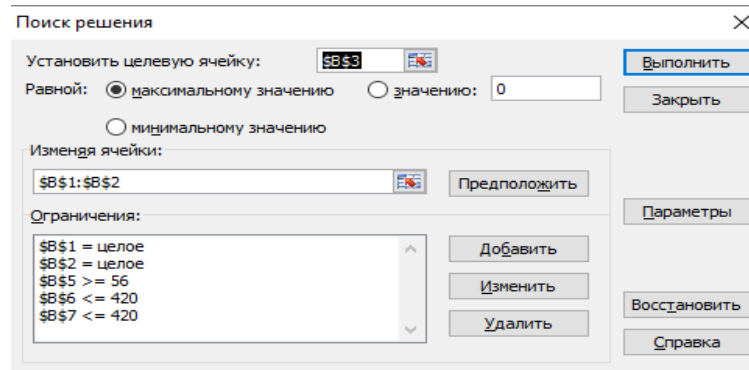 Поиск решения
Установить целевую ячейку: $B$3 Выполнить
Равной: максимальному значению значению: 0 Закрыть
минимальному значению
Изменяя ячейки:
$B$1:$B$2 Предположить
Ограничения: Параметры
$B$1 = целое Добавить
$B$2 = целое
$B$5 >= 56 Изменить
$B$6 <= 420 Восстановить
$B$7 <= 420 Удалить
Справка